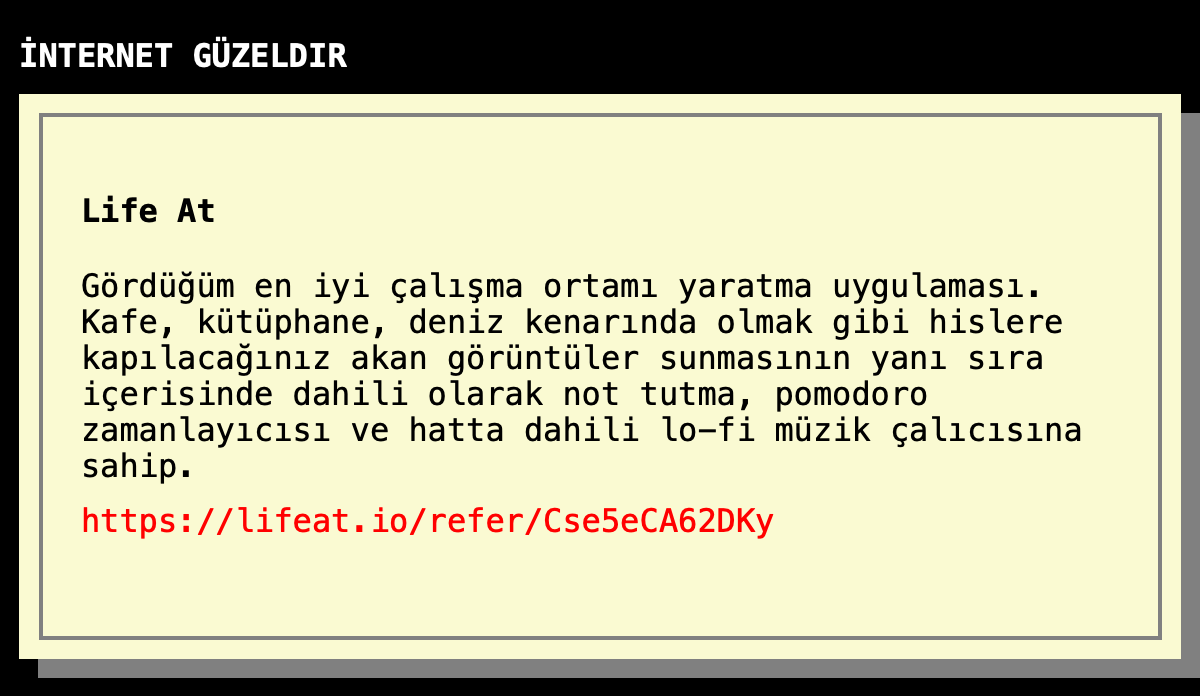 İNTERNET GÜZELDIR
Life At
Gördüğüm en iyi çalışma ortamı yaratma uygulaması.
Kafe, kütüphane, deniz kenarında olmak gibi hislere
kapılacağınız akan görüntüler sunmasının yanı sıra
içerisinde dahili olarak not tutma, pomodoro
zamanlayıcısı ve hatta dahili lo-fi müzik çalıcısına
sahip.
https://lifeat.io/refer/Cse5eCA62DKy